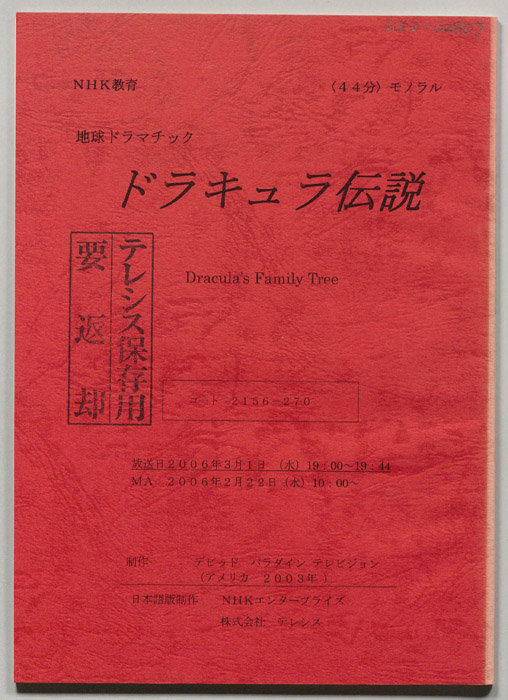 NHK教育
〈44分〉モノラル
地球ドラマチック
ドラキュラ伝説
Dracula's Family Tree
テレシス保存用
要返却
コード 2156-270
放送日2006年3月1日 (水) 19:00~19:44
MA 2006年2月22日(水)10:00~
制作 デビッド パラダイン テレビジョン
(アメリカ 2003年)
日本語版制作 NHKエンタープライズ
株式会社 テレシス